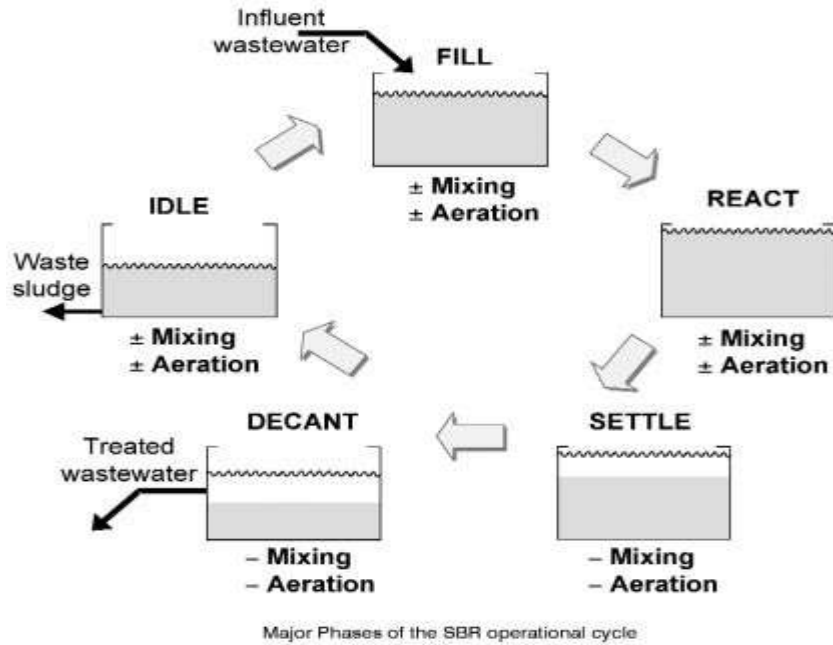 Influent
wastewater
FILL
± Mixing
± Aeration
REACT
± Mixing
± Aeration
SETTLE
– Mixing
– Aeration
DECANT
Treated
wastewater
– Mixing
– Aeration
IDLE
Waste
sludge
± Mixing
± Aeration
Major Phases of the SBR operational cycle